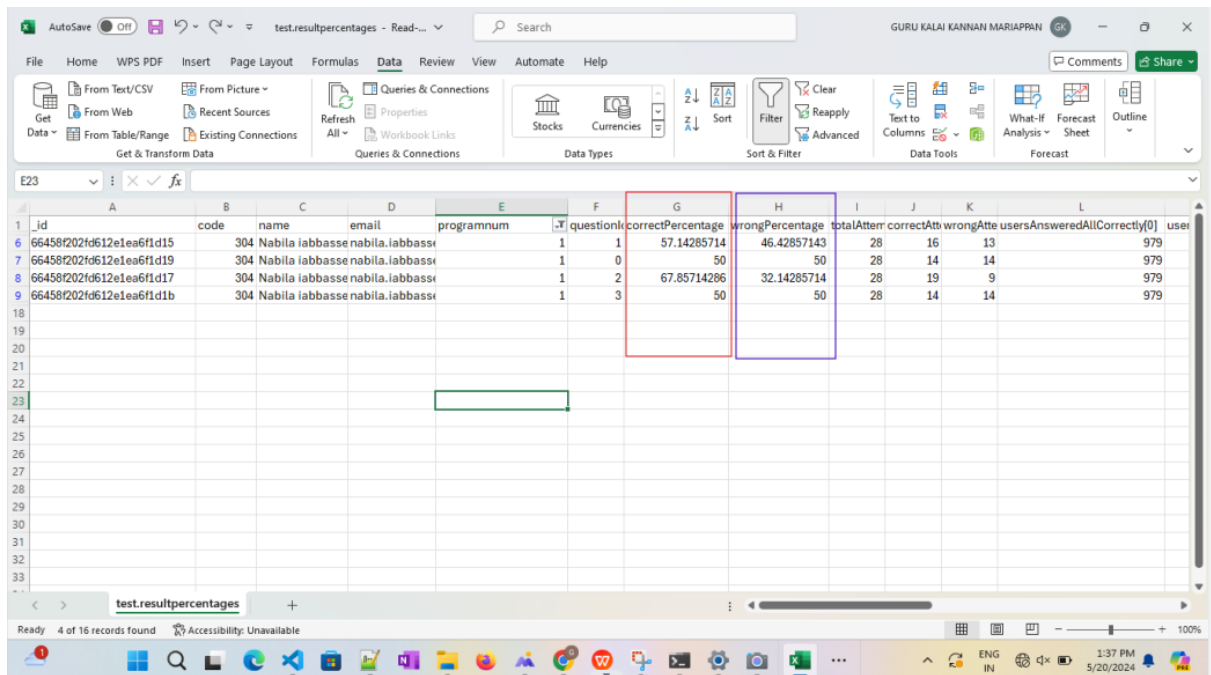 AutoSave Off test.resultpercentages - Read-... Search GURU KALAI KANNAN MARIAPPAN GK
File Home WPS PDF Insert Page Layout Formulas Data Review View Automate Help Comments Share
Get Data From Text/CSV From Web From Table/Range From Picture Recent Sources Existing Connections
Get & Transform Data
Refresh All Queries & Connections Properties Workbook Links
Queries & Connections
Stocks Currencies
Data Types
Sort Filter Clear Reapply Advanced
Sort & Filter
Text to Columns
Data Tools
What-If Analysis Forecast Sheet
Forecast
Outline
E23 fx
A B C D E F G H I J K L
1 _id code name email programnum questionIc correctPercentage wrongPercentage totalAttem correctAtt wrongAtte usersAnsweredAllCorrectly[0] user
6 66458f202fd612e1ea6f1d15 304 Nabila iabbasse nabila.iabbasse 1 1 57.14285714 46.42857143 28 16 13 979
7 66458f202fd612e1ea6f1d19 304 Nabila iabbasse nabila.iabbasse 1 0 50 50 28 14 14 979
8 66458f202fd612e1ea6f1d17 304 Nabila iabbasse nabila.iabbasse 1 2 67.85714286 32.14285714 28 19 9 979
9 66458f202fd612e1ea6f1d1b 304 Nabila iabbasse nabila.iabbasse 1 3 50 50 28 14 14 979
18
19
20
21
22
23
24
25
26
27
28
29
30
31
32
33
test.resultpercentages +
Ready 4 of 16 records found Accessibility: Unavailable 100%
1 ENG IN 1:37 PM 5/20/2024